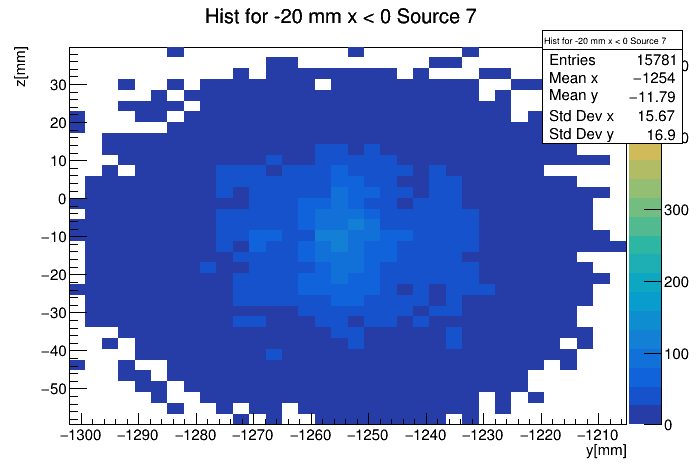 Hist for -20 mm x < 0 Source 7
Hist for -20 mm x < 0 Source 7
Entries 15781
Mean x −1254
Mean y −11.79
Std Dev x 15.67
Std Dev y 16.9
z[mm]
30
20
10
0
−10
−20
−30
−40
−50
−1300 −1290 −1280 −1270 −1260 −1250 −1240 −1230 −1220 −1210
y[mm]
0
0
300
200
100
0